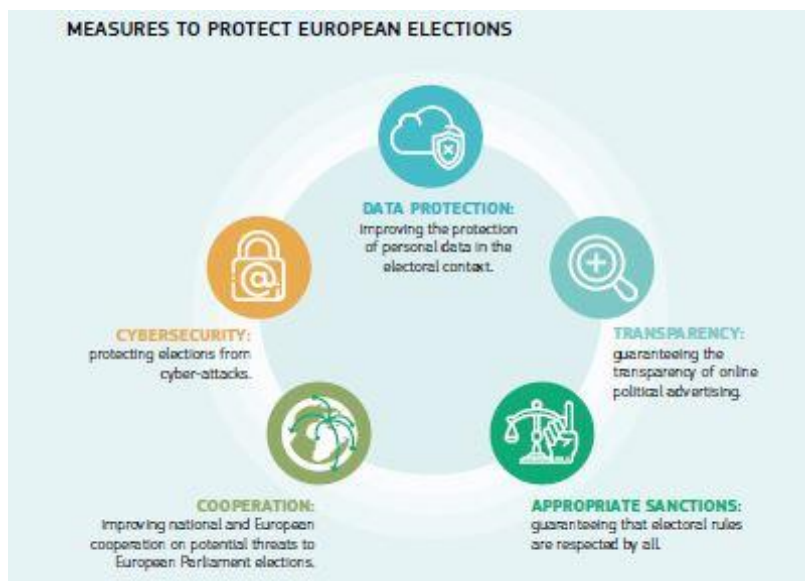 MEASURES TO PROTECT EUROPEAN ELECTIONS
DATA PROTECTION:
improving the protection
of personal data in the
electoral context.
TRANSPARENCY:
guaranteeing the
transparency of online
political advertising.
APPROPRIATE SANCTIONS:
guaranteeing that electoral rules
are respected by all.
COOPERATION:
improving national and European
cooperation on potential threats to
European Parliament elections.
CYBERSECURITY:
protecting elections from
cyber-attacks.